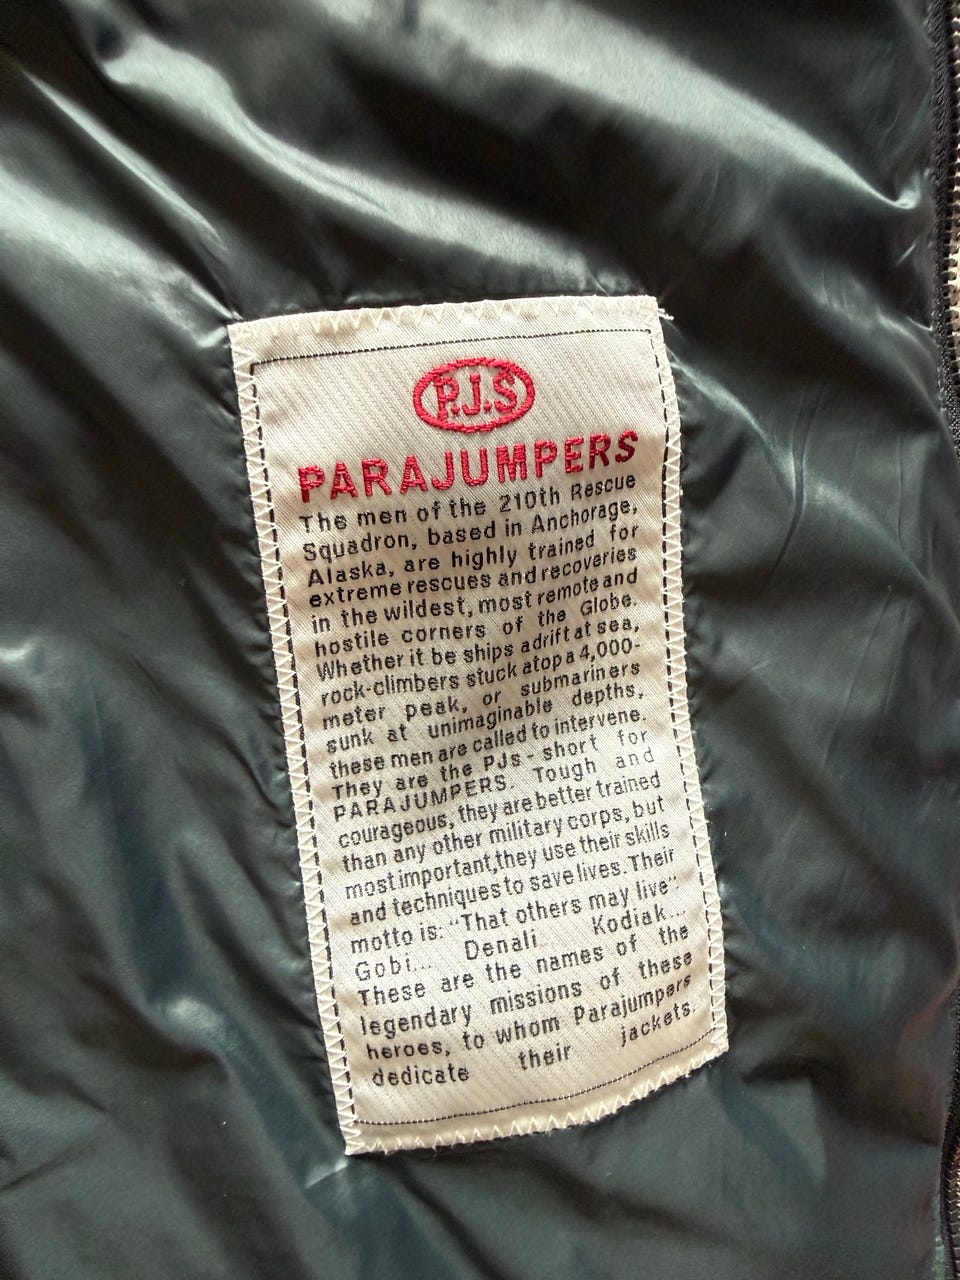 P.J.S
PARAJUMPERS
The men of the 210th Rescue
Squadron, based in Anchorage,
Alaska, are highly trained for
extreme rescues and recoveries
in the wildest, most remote and
hostile corners of the Globe.
Whether it be ships adrift at sea,
rock-climbers stuck atop a 4,000-
meter peak, or submariners
sunk at unimaginable depths,
these men are called to intervene.
They are the PJs - short for
PARAJUMPERS. Tough and
courageous, they are better trained
than any other military corps, but
most important, they use their skills
and techniques to save lives. Their
motto is: "That others may live".
Gobi... Denali... Kodiak...
These are the names of the
legendary missions of these
heroes, to whom Parajumpers
dedicate their jackets.